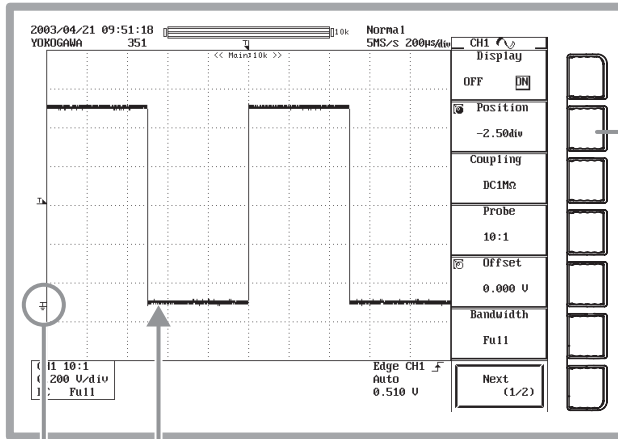 2003/04/21 09:51:18 10k Normal
YOKOGAWA 351 5MS/s 200µs/div
<< Main:10k >>
CH1
Display
OFF ON
Position
-2.50div
Coupling
DC1MΩ
Probe
10:1
Offset
0.000 V
Bandwidth
Full
Next
(1/2)
T
T
CH1 10:1
200 V/div
Full
Edge CH1
Auto
0.510 V